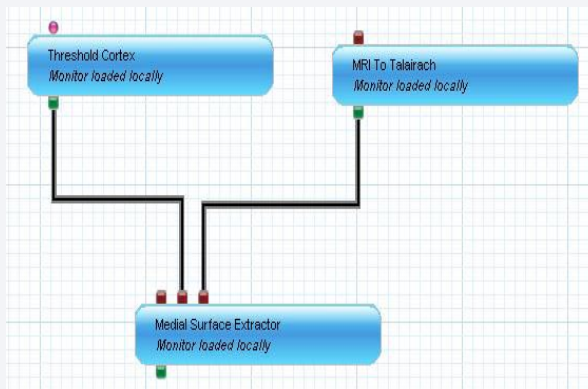 Threshold Cortex
Monitor loaded locally
MRI To Talairach
Monitor loaded locally
Medial Surface Extractor
Monitor loaded locally